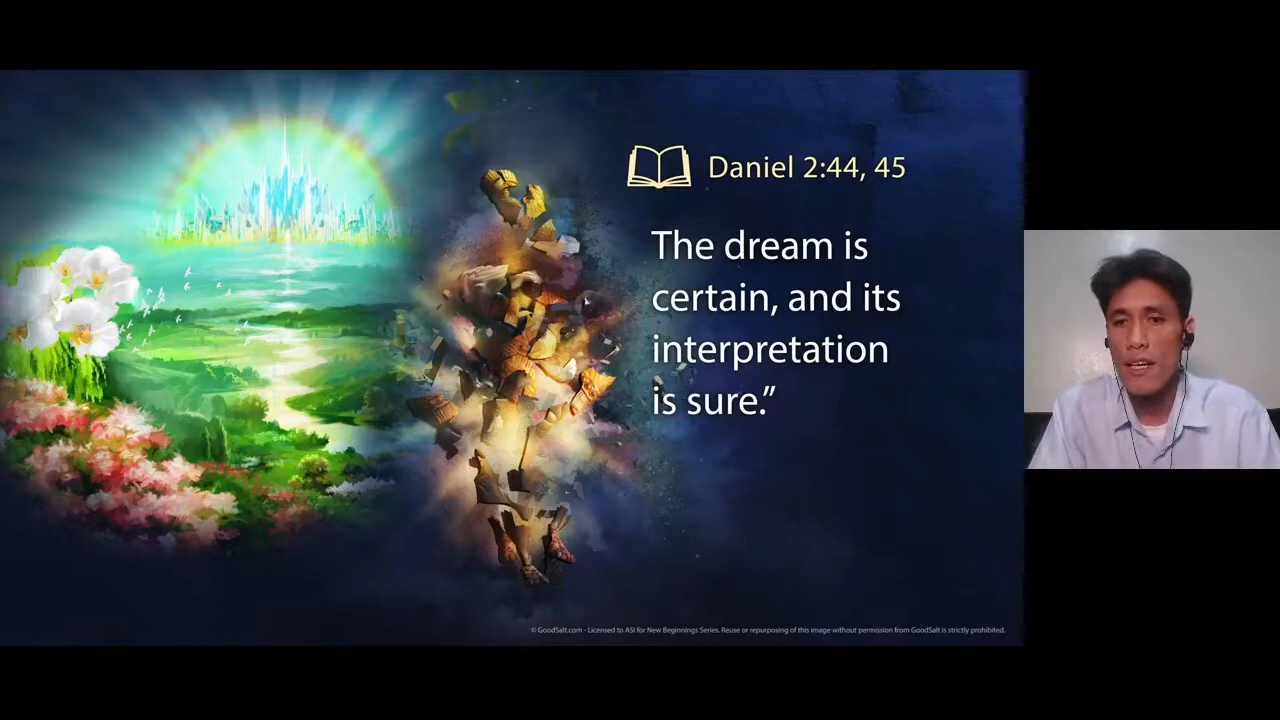 Daniel 2:44, 45
The dream is
certain, and its
interpretation
is sure.”
© GoodSalt.com - Licensed to ASI for New Beginnings Series. Reuse or repurposing of this image without permission from GoodSalt is strictly prohibited.